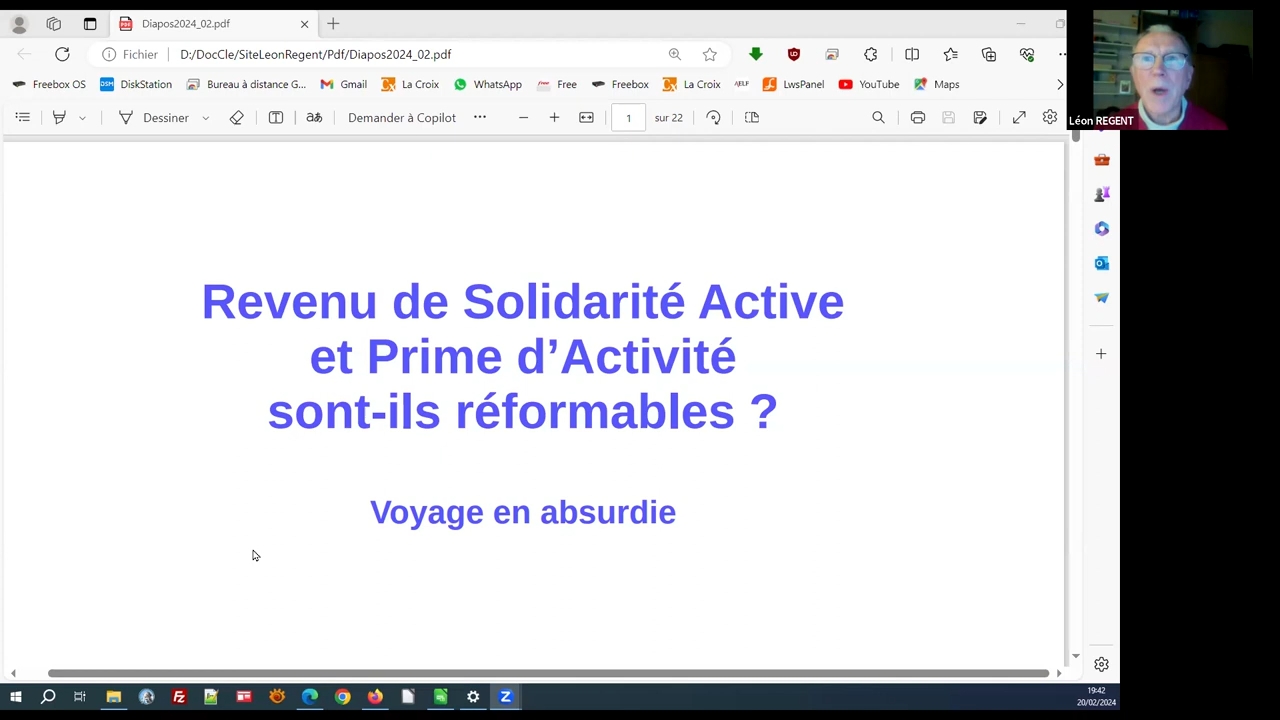 Diapos2024_02.pdf
Fichier
D:/DocCle/SiteLeonRegent/Pdf/Diapos2024_02.pdf
Freebox OS
DiskStation
Bureau à distance G...
Gmail
La Croix
WhatsApp
Free
Freebox
La Croix
LwsPanel
YouTube
Maps
Dessiner
aあ
Demander à Copilot
1
sur 22
Léon REGENT
Revenu de Solidarité Active
et Prime d’Activité
sont-ils réformables ?
Voyage en absurdie
19:42
20/02/2024